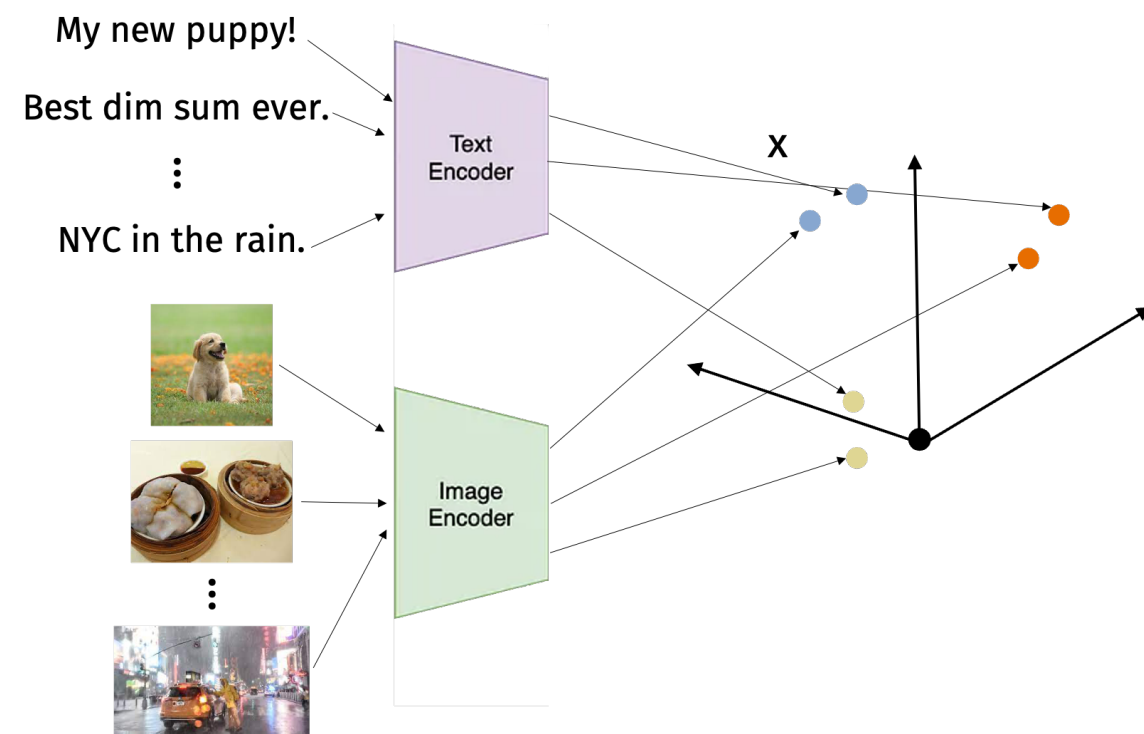 My new puppy!
Best dim sum ever.
NYC in the rain.
Text
Encoder
X
Image
Encoder